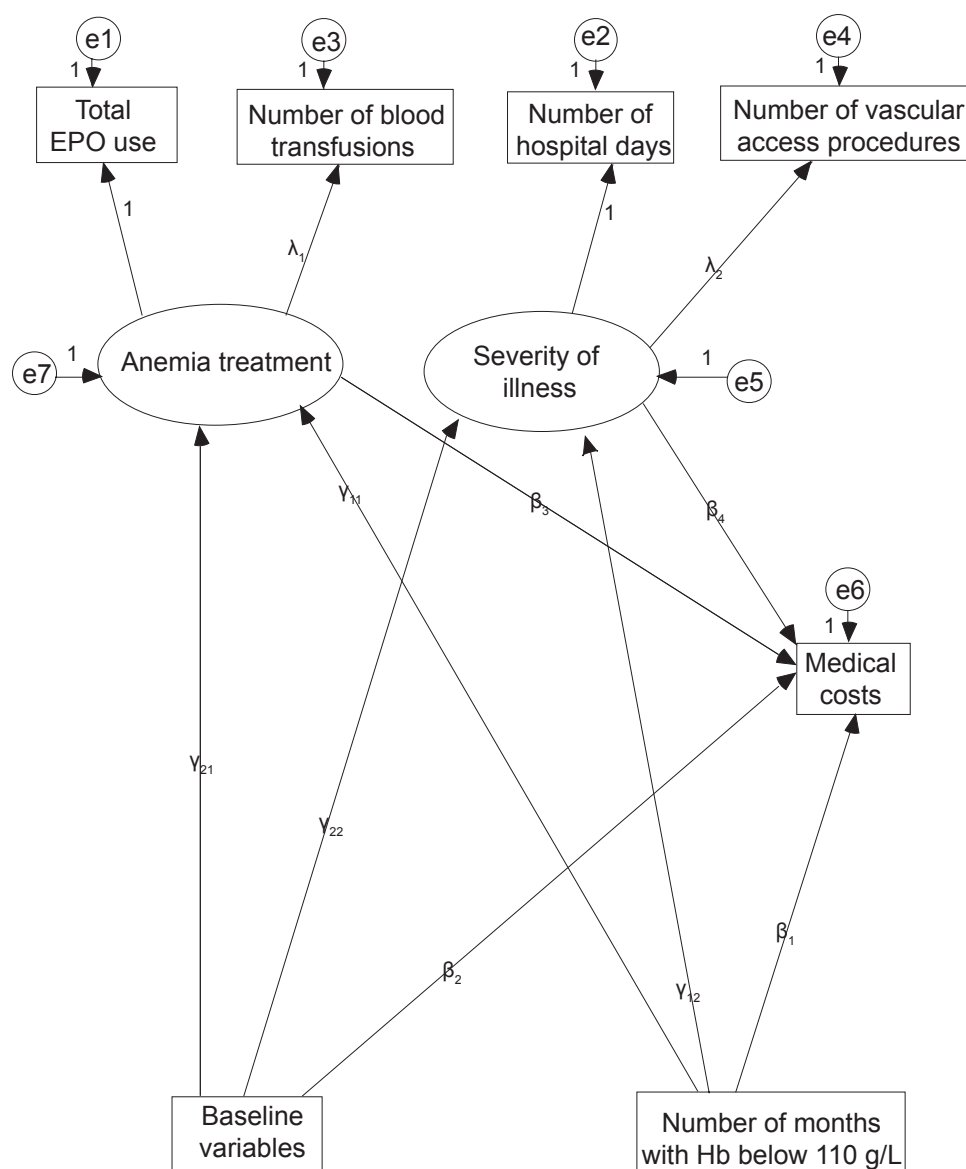 e1
e3
e2
e4
1
1
1
1
Total
EPO use
Number of blood
transfusions
Number of
hospital days
Number of vascular
access procedures
1
λ₁
1
λ₂
e7
1
Anemia treatment
Severity of
illness
1
e5
γ₁₁
β₃
β₄
e6
1
Medical
costs
γ₂₁
γ₂₂
β₂
γ₁₂
β₁
Baseline
variables
Number of months
with Hb below 110 g/L